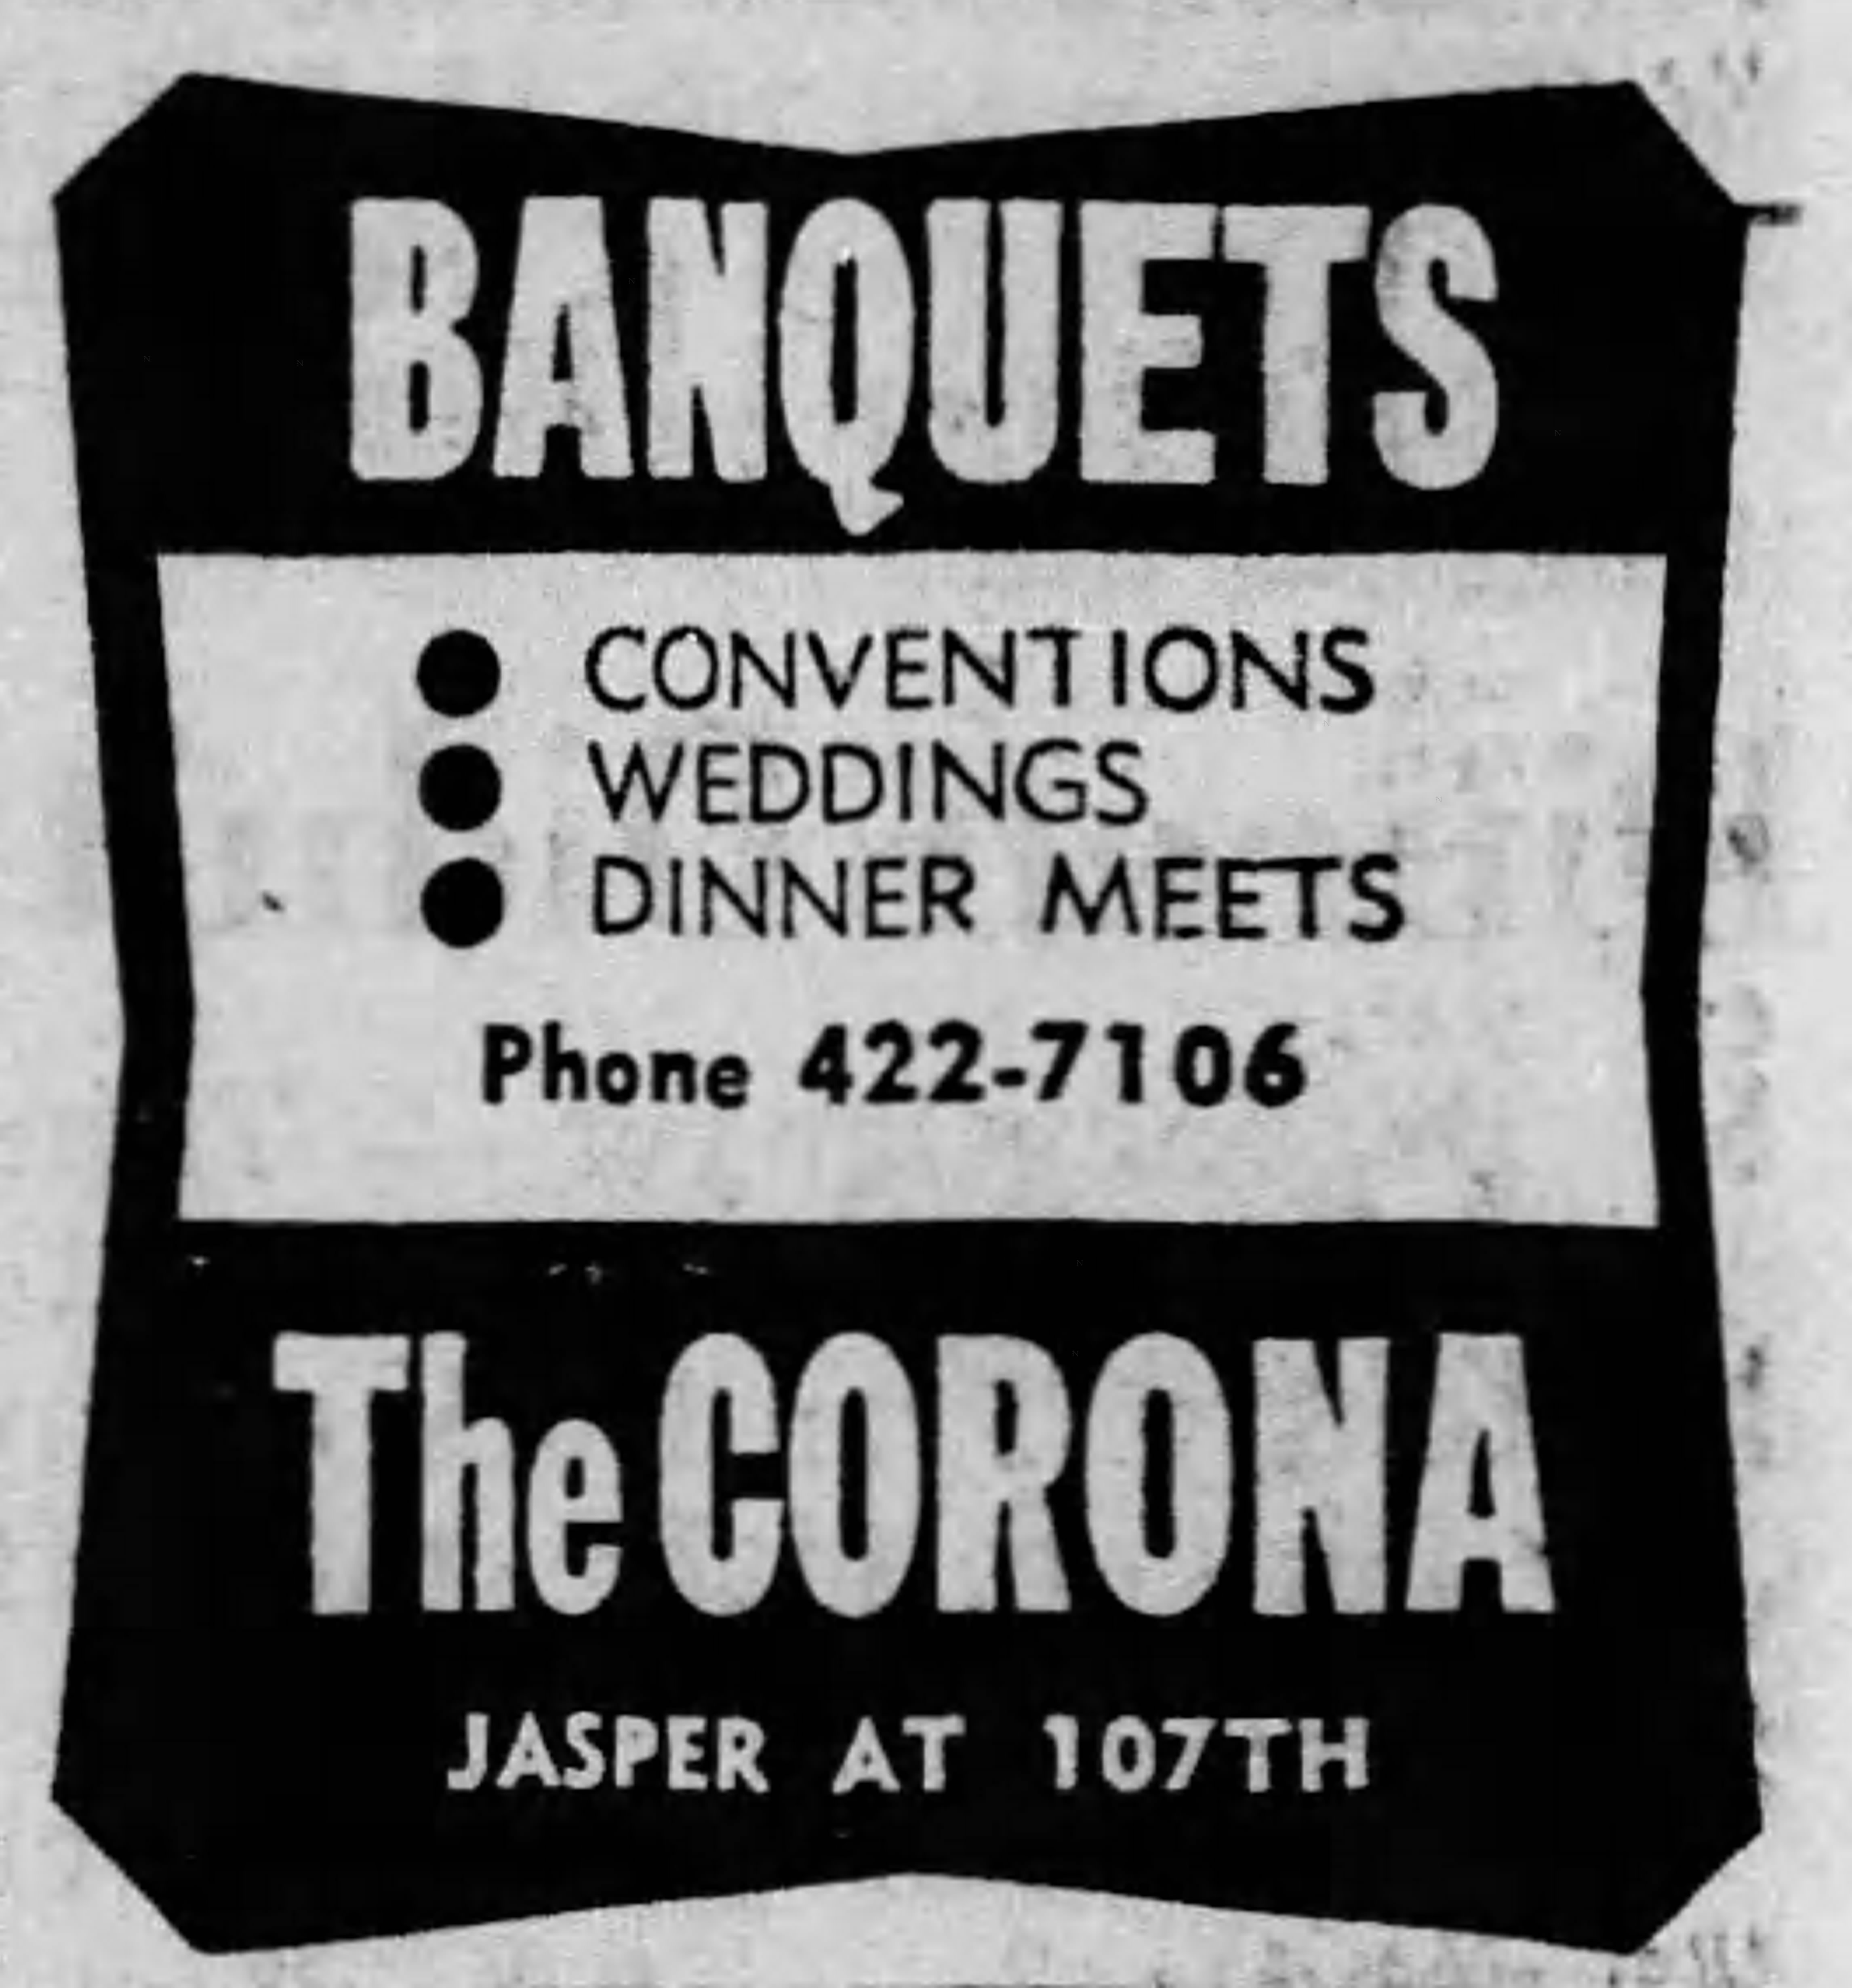 BANQUETS
● CONVENTIONS
● WEDDINGS
● DINNER MEETS
Phone 422-7106
The CORONA
JASPER AT 107TH